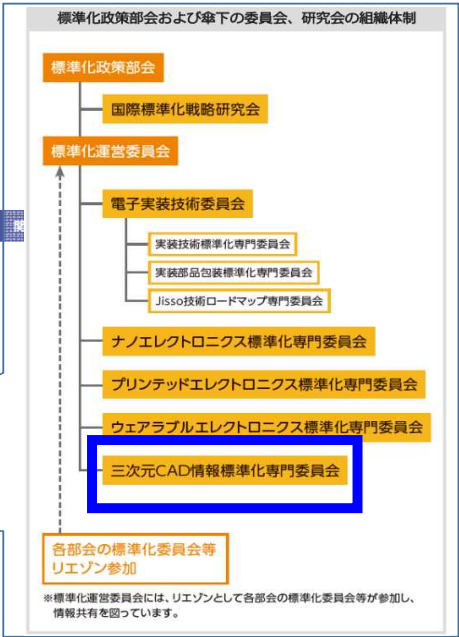 標準化政策部会および傘下の委員会、研究会の組織体制
標準化政策部会
国際標準化戦略研究会
標準化運営委員会
電子実装技術委員会
実装技術標準化専門委員会
実装部品包装標準化専門委員会
Jisso技術ロードマップ専門委員会
ナノエレクトロニクス標準化専門委員会
プリンテッドエレクトロニクス標準化専門委員会
ウェアラブルエレクトロニクス標準化専門委員会
三次元CAD情報標準化専門委員会
各部会の標準化委員会等
リエゾン参加
※標準化運営委員会には、リエゾンとして各部会の標準化委員会等が参加し、
情報共有を図っています。